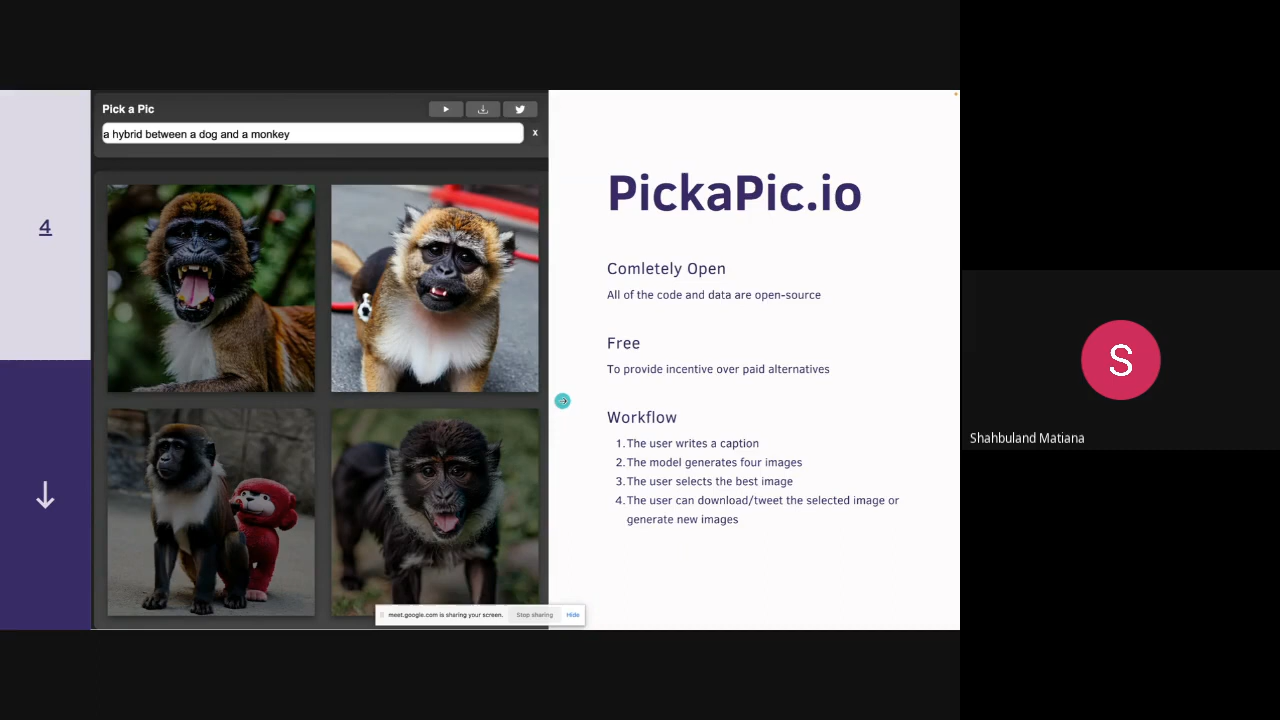 4
Pick a Pic
a hybrid between a dog and a monkey
x
PickaPic.io
Comletely Open
All of the code and data are open-source
Free
To provide incentive over paid alternatives
Workflow
1. The user writes a caption
2. The model generates four images
3. The user selects the best image
4. The user can download/tweet the selected image or
generate new images
meet.google.com is sharing your screen. Stop sharing Hide
S
Shahbuland Matiana